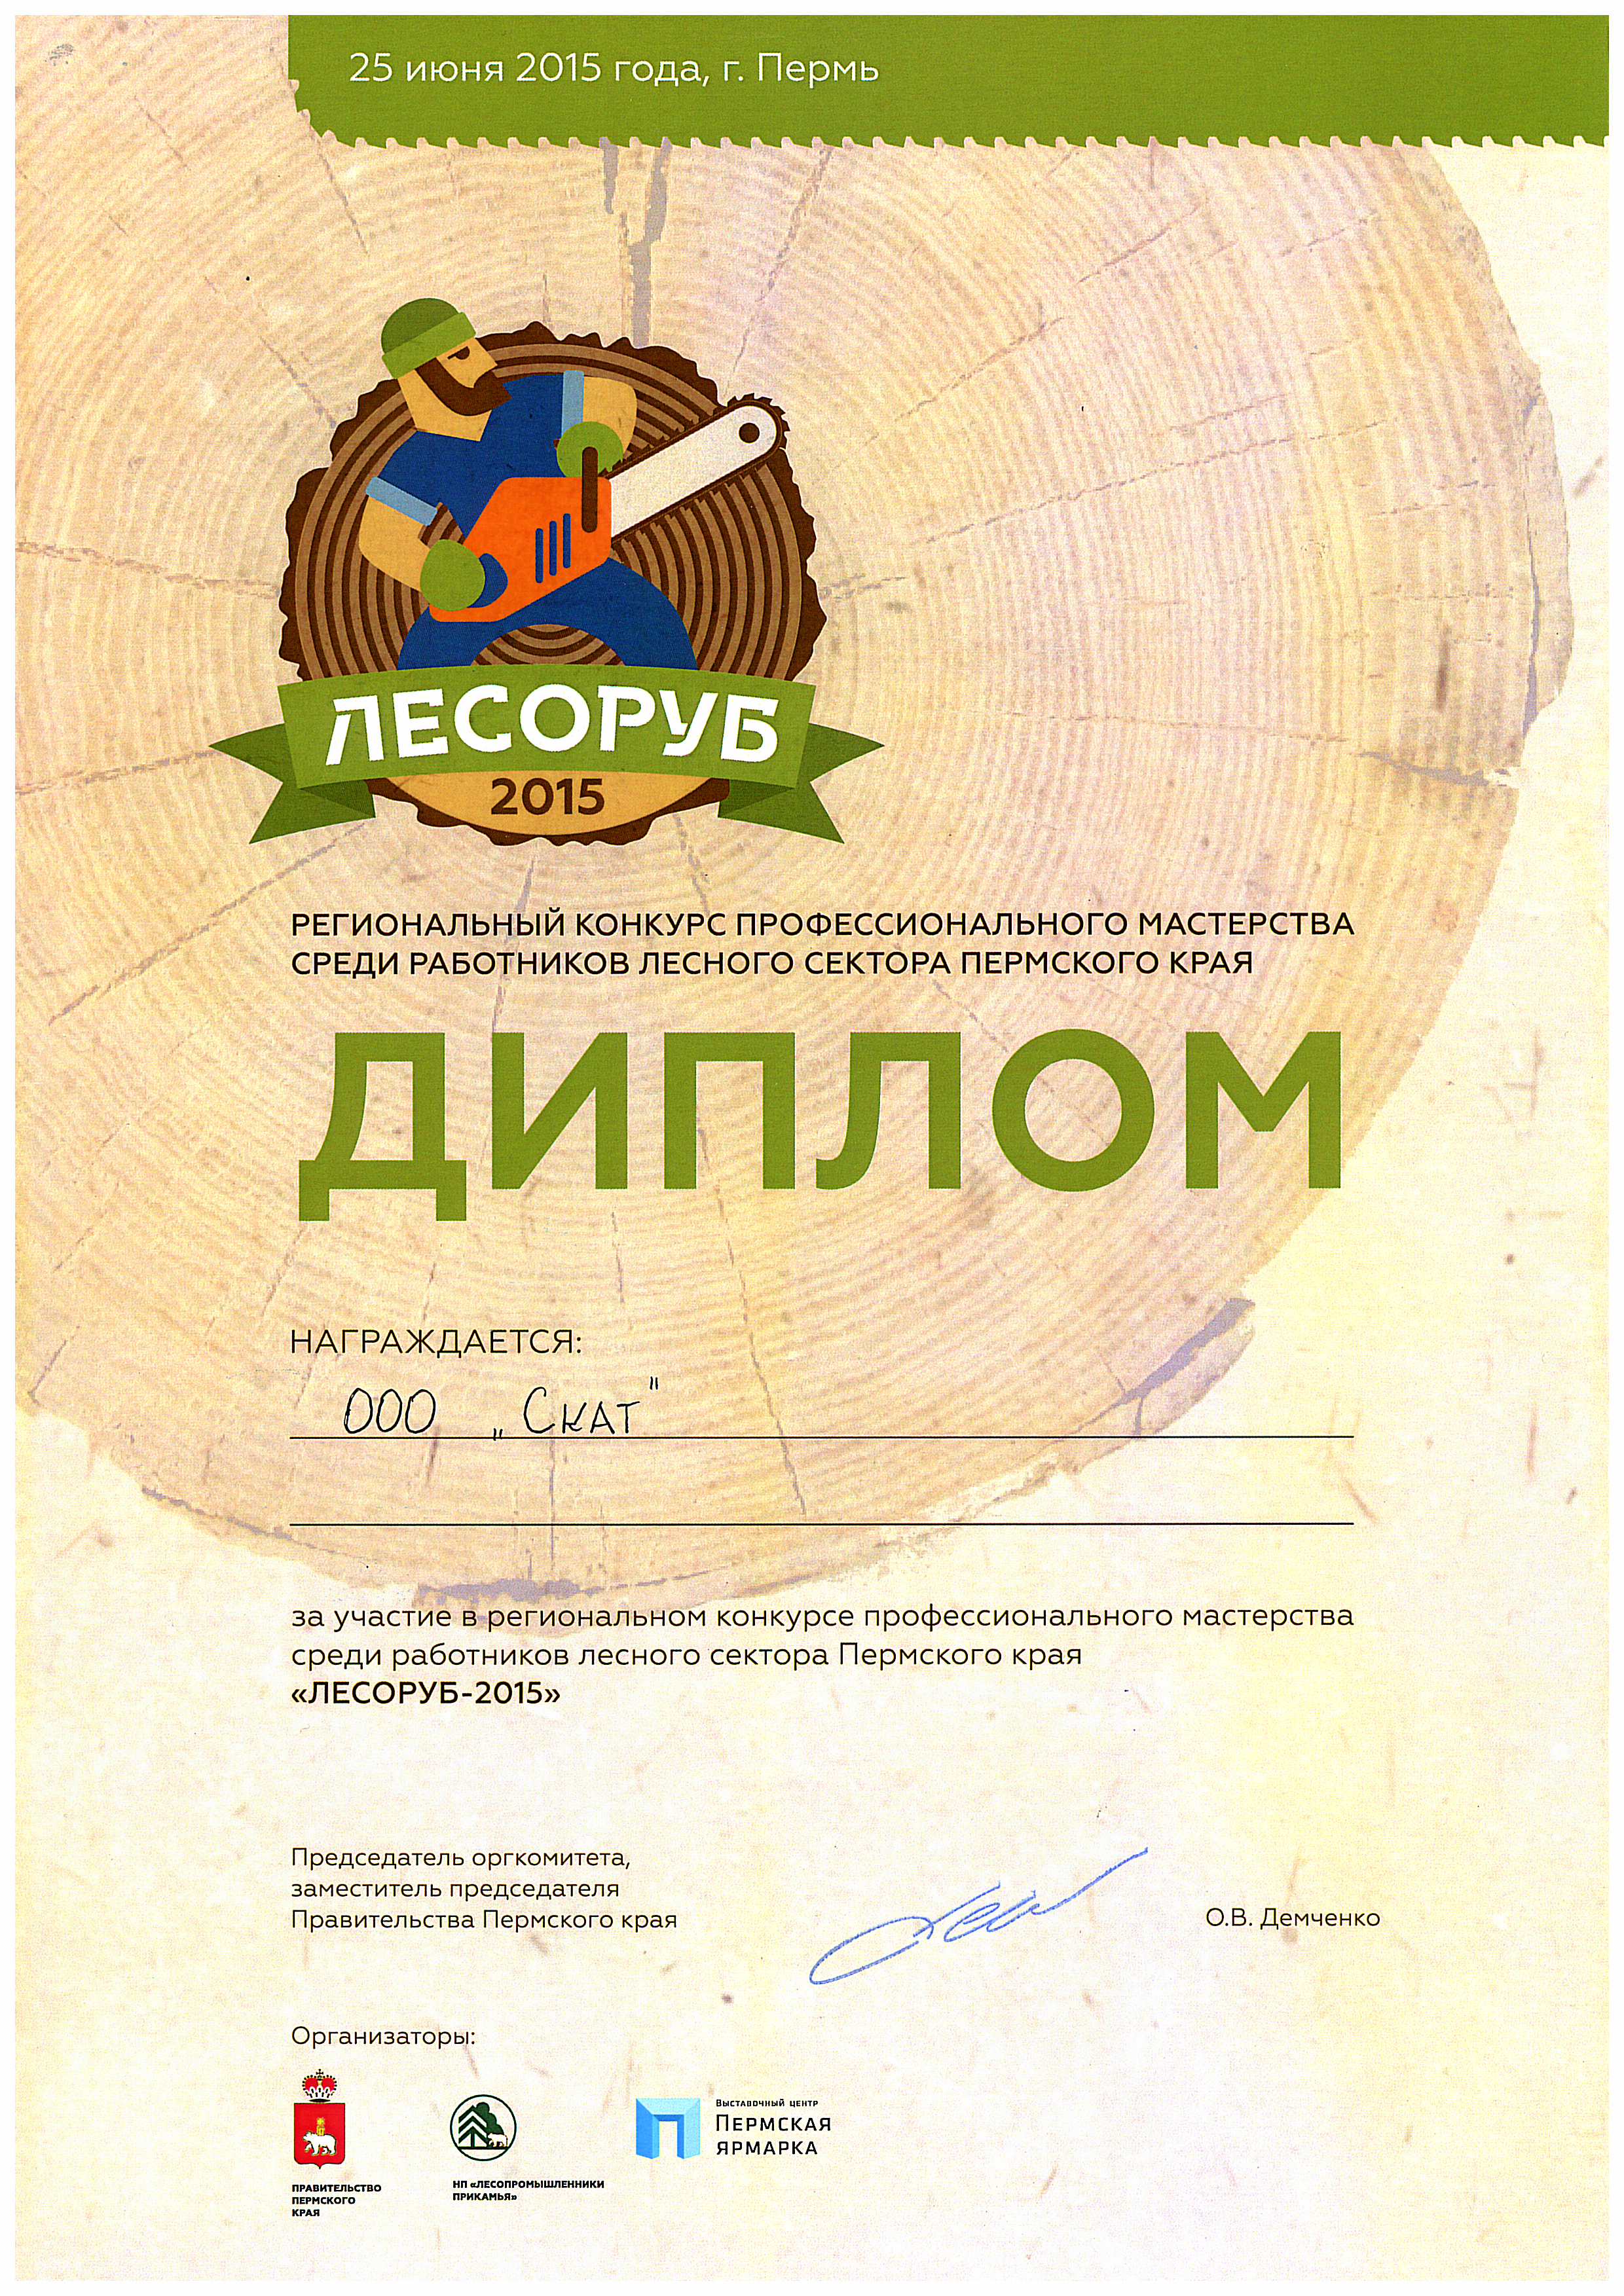 25 июня 2015 года, г. Пермь
ЛЕСОРУБ
2015
РЕГИОНАЛЬНЫЙ КОНКУРС ПРОФЕССИОНАЛЬНОГО МАСТЕРСТВА
СРЕДИ РАБОТНИКОВ ЛЕСНОГО СЕКТОРА ПЕРМСКОГО КРАЯ
ДИПЛОМ
НАГРАЖДАЕТСЯ:
ООО „Скат"
за участие в региональном конкурсе профессионального мастерства
среди работников лесного сектора Пермского края
«ЛЕСОРУБ-2015»
Председатель оргкомитета,
заместитель председателя
Правительства Пермского края
О.В. Демченко
Организаторы:
ПРАВИТЕЛЬСТВО
ПЕРМСКОГО
КРАЯ
НП «ЛЕСОПРОМЫШЛЕННИКИ
ПРИКАМЬЯ»
Выставочный центр
ПЕРМСКАЯ
ЯРМАРКА